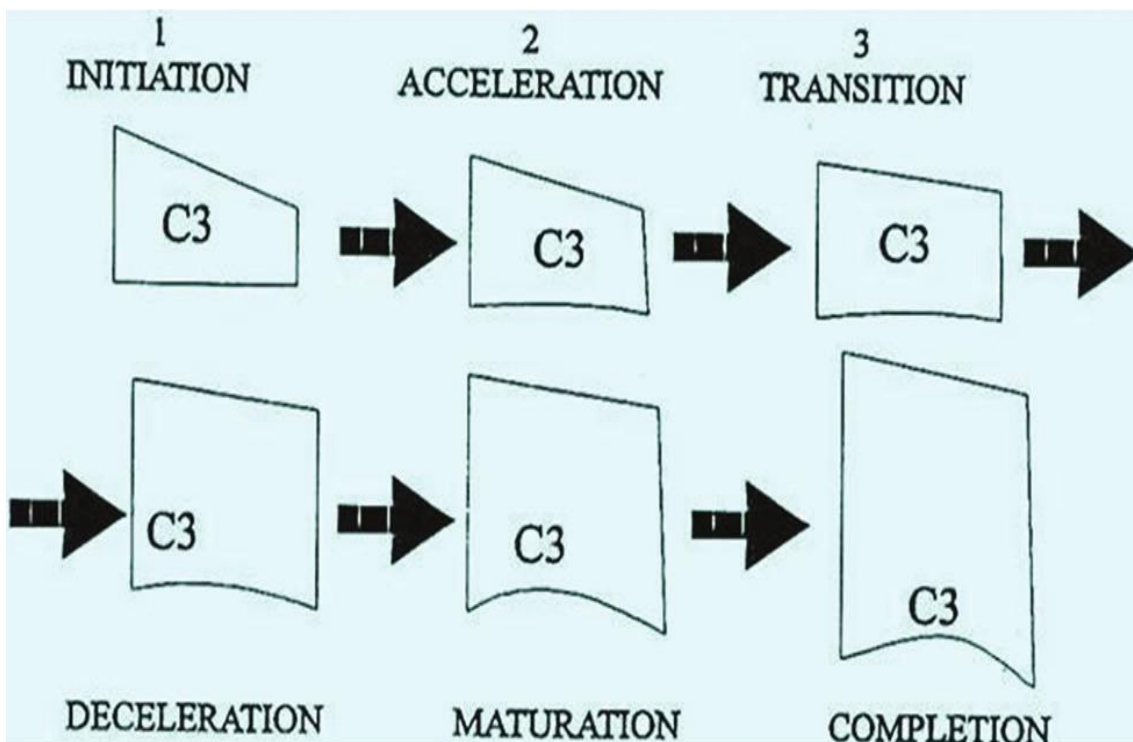 1
INITIATION
2
ACCELERATION
3
TRANSITION
C3
C3
C3
C3
C3
C3
DECELERATION
MATURATION
COMPLETION